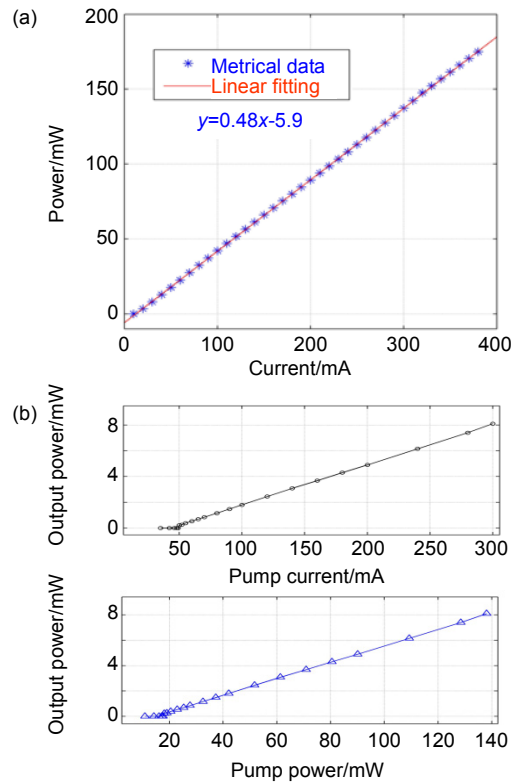 (a)
200
150
100
50
0
Power/mW
Metrical data
Linear fitting
y=0.48x-5.9
0 100 200 300 400
Current/mA
(b)
8
4
0
Output power/mW
50 100 150 200 250 300
Pump current/mA
8
4
0
Output power/mW
20 40 60 80 100 120 140
Pump power/mW